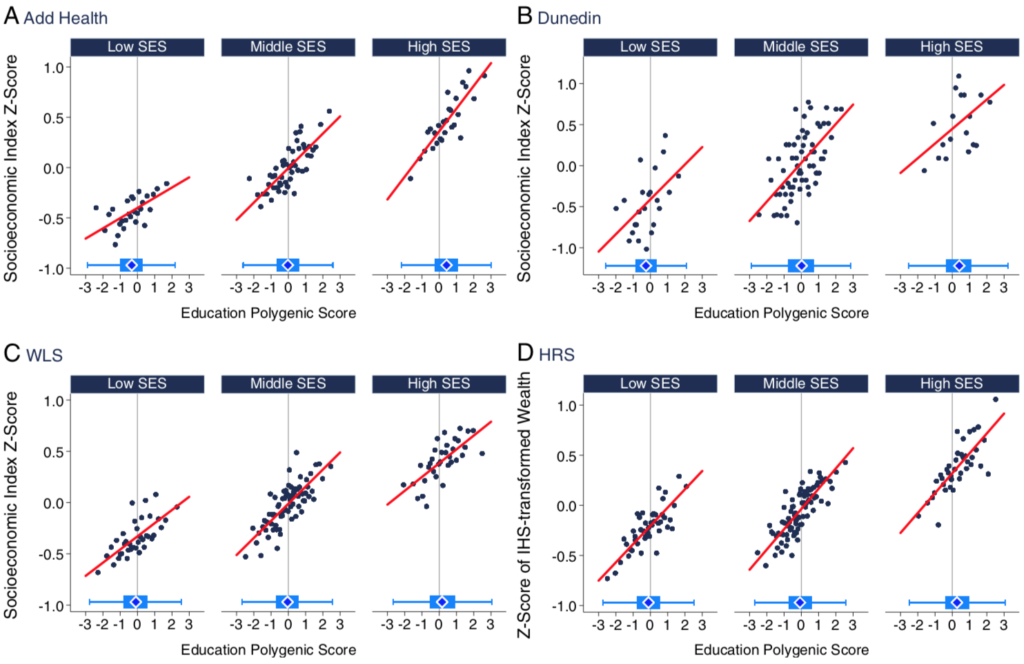 A Add Health
Low SES Middle SES High SES
Socioeconomic Index Z-Score
1.0
0.5
0.0
-0.5
-1.0
-3 -2 -1 0 1 2 3 -3 -2 -1 0 1 2 3 -3 -2 -1 0 1 2 3
Education Polygenic Score
B Dunedin
Low SES Middle SES High SES
Socioeconomic Index Z-Score
1.0
0.5
0.0
-0.5
-1.0
-3 -2 -1 0 1 2 3 -3 -2 -1 0 1 2 3 -3 -2 -1 0 1 2 3
Education Polygenic Score
C WLS
Low SES Middle SES High SES
Socioeconomic Index Z-Score
1.0
0.5
0.0
-0.5
-1.0
-3 -2 -1 0 1 2 3 -3 -2 -1 0 1 2 3 -3 -2 -1 0 1 2 3
Education Polygenic Score
D HRS
Low SES Middle SES High SES
Z-Score of IHS-transformed Wealth
1.0
0.5
0.0
-0.5
-1.0
-3 -2 -1 0 1 2 3 -3 -2 -1 0 1 2 3 -3 -2 -1 0 1 2 3
Education Polygenic Score